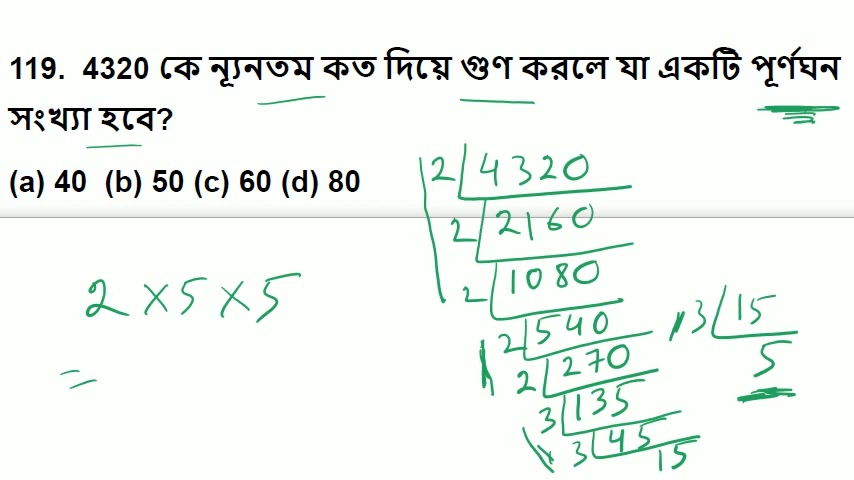 119. 4320 কে ন্যূনতম কত দিয়ে গুণ করলে যা একটি পূর্ণঘন
সংখ্যা হবে?
(a) 40 (b) 50 (c) 60 (d) 80
2 4320
2 2160
2 1080
2 540
2 270
3 135
3 45
15
3 15
5
2 × 5 × 5
=